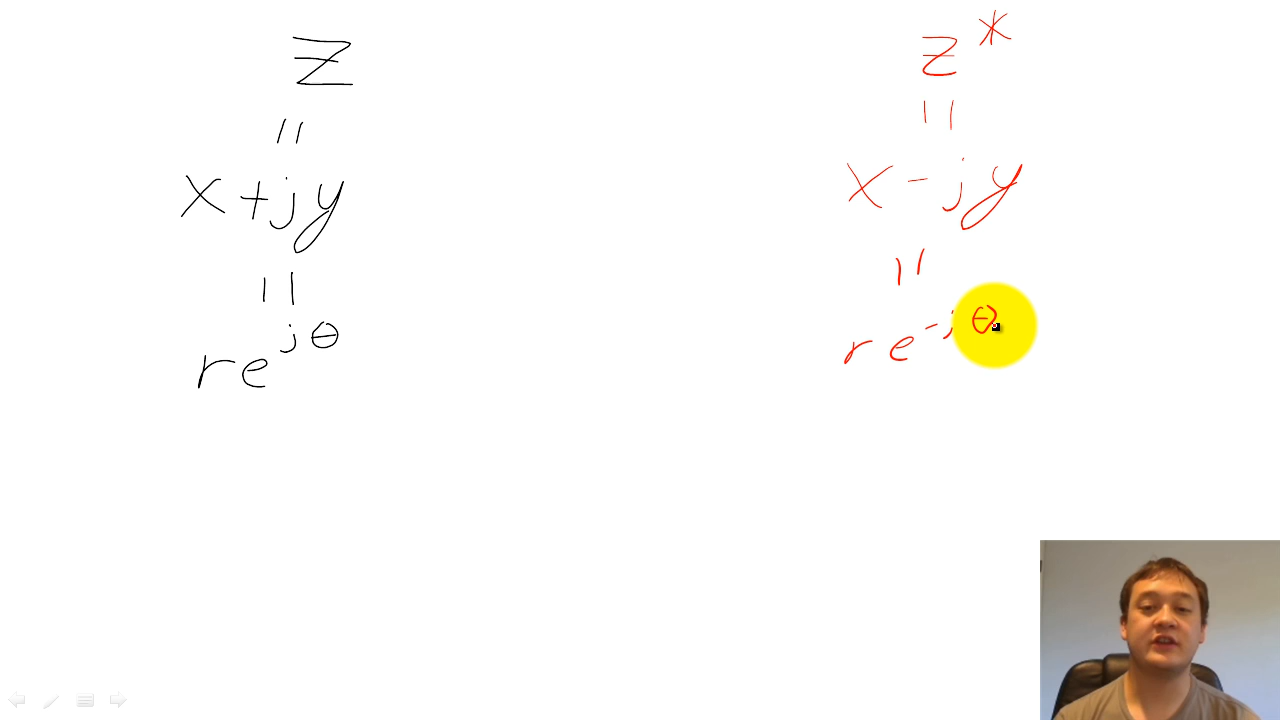 z
=
x + jy
=
re^{jθ}
z*
=
x - jy
=
re^{-jθ}